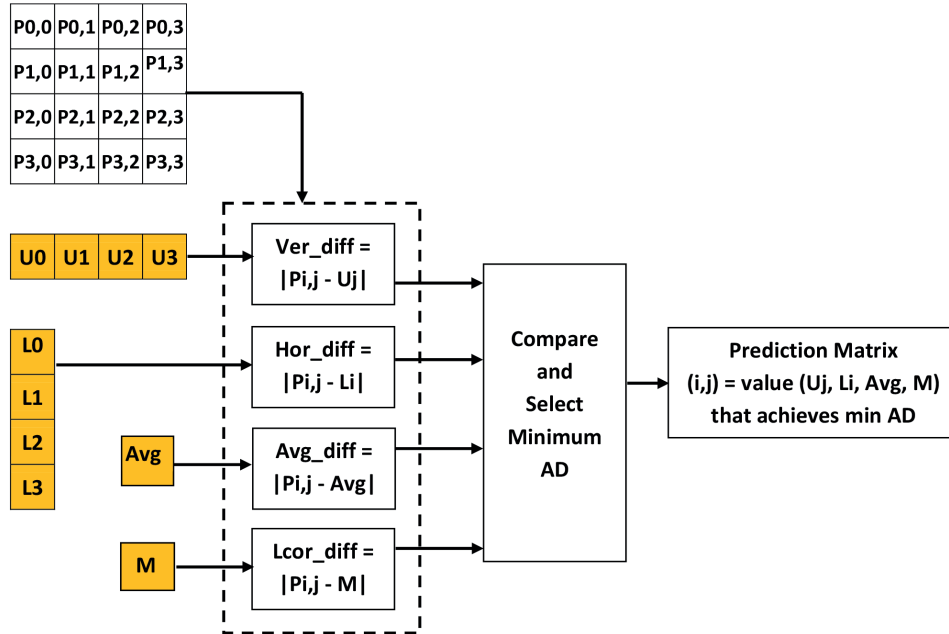 P0,0 P0,1 P0,2 P0,3
P1,0 P1,1 P1,2 P1,3
P2,0 P2,1 P2,2 P2,3
P3,0 P3,1 P3,2 P3,3
U0 U1 U2 U3
L0
L1
L2
L3
Avg
M
Ver_diff =
|Pi,j - Uj|
Hor_diff =
|Pi,j - Li|
Avg_diff =
|Pi,j - Avg|
Lcor_diff =
|Pi,j - M|
Compare
and
Select
Minimum
AD
Prediction Matrix
(i,j) = value (Uj, Li, Avg, M)
that achieves min AD